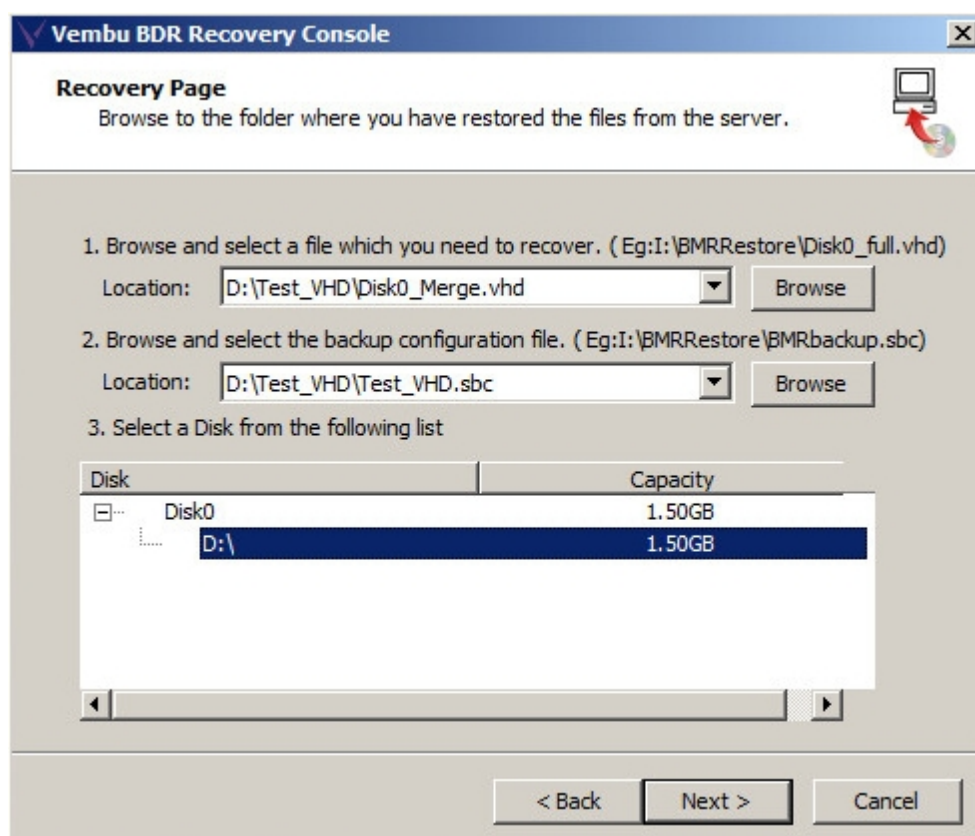 Vembu BDR Recovery Console
Recovery Page
Browse to the folder where you have restored the files from the server.
1. Browse and select a file which you need to recover. ( Eg:I:\BMRRestore\Disk0_full.vhd)
Location: D:\Test_VHD\Disk0_Merge.vhd Browse
2. Browse and select the backup configuration file. ( Eg:I:\BMRRestore\BMRbackup.sbc)
Location: D:\Test_VHD\Test_VHD.sbc Browse
3. Select a Disk from the following list
Disk Capacity
Disk0 1.50GB
D:\ 1.50GB
< Back Next > Cancel